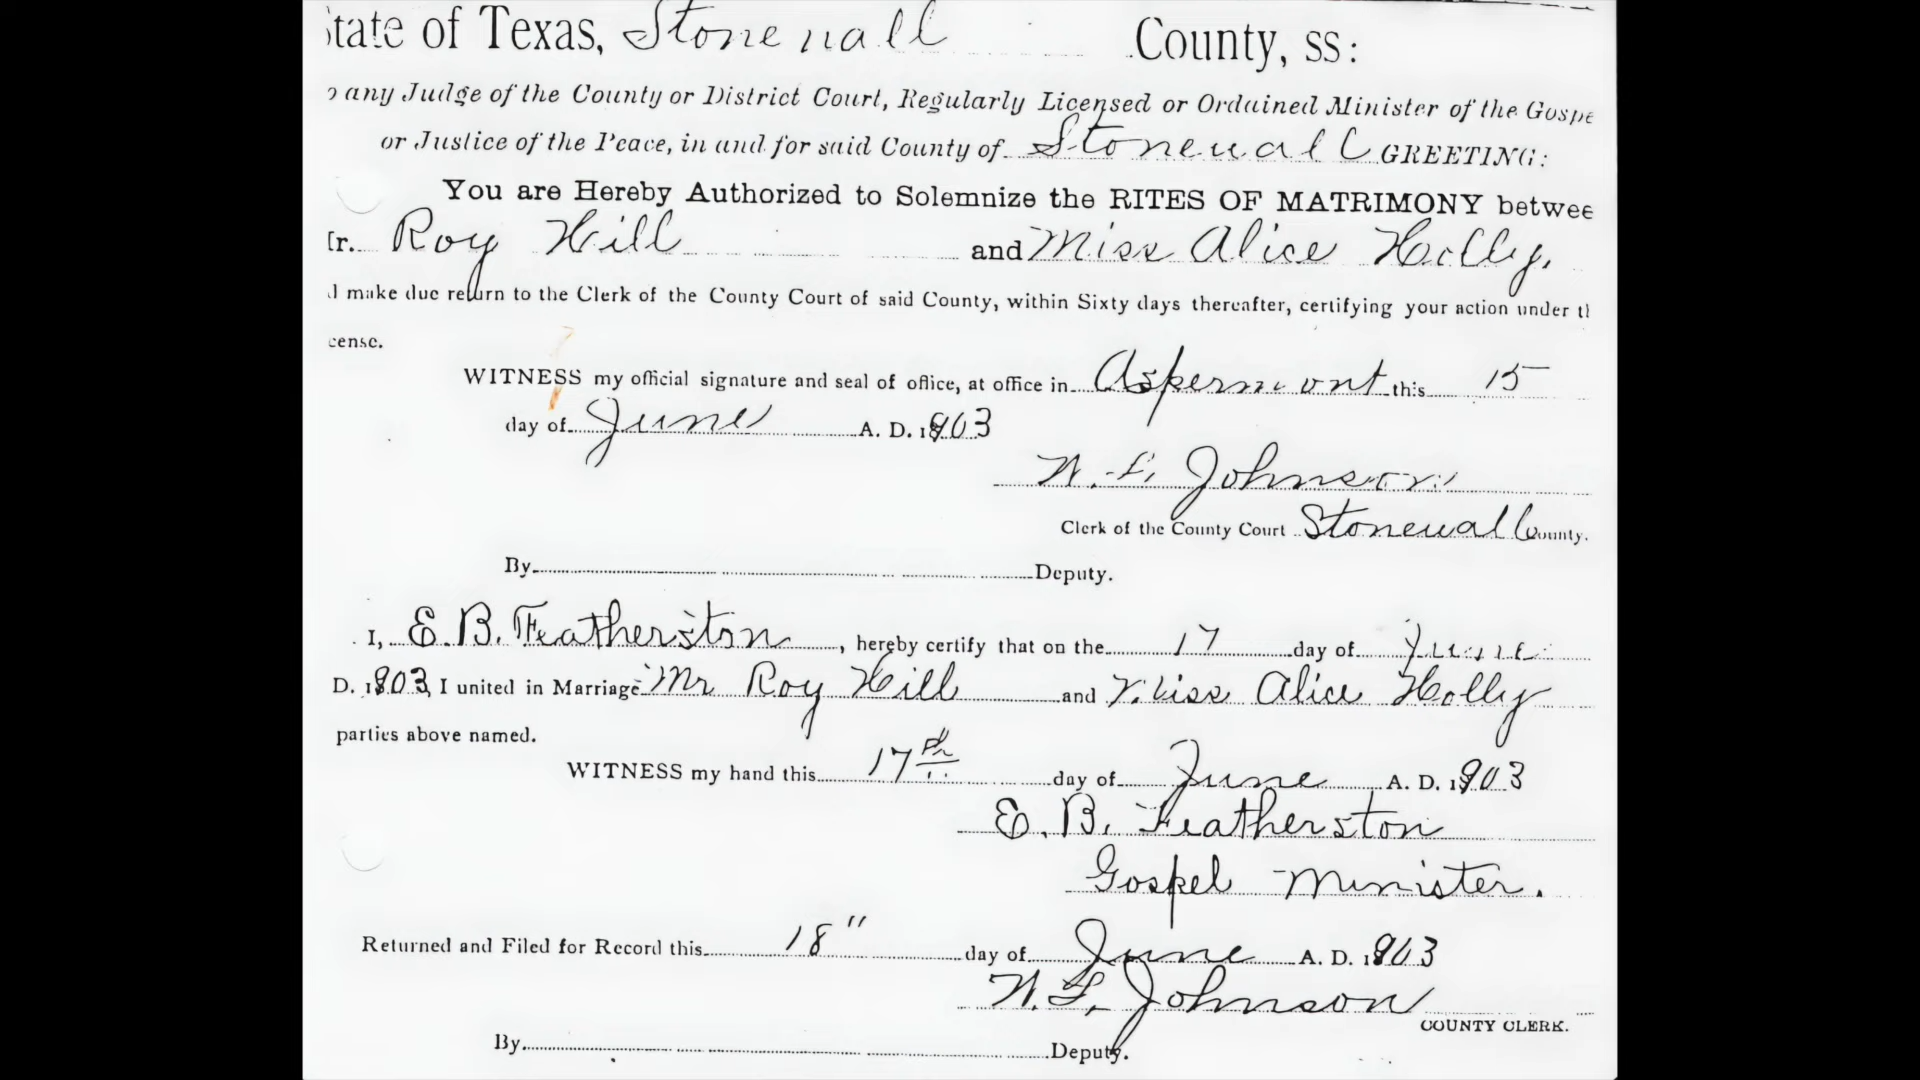 tate of Texas, Stonewall County, ss:
o any Judge of the County or District Court, Regularly Licensed or Ordained Minister of the Gospe
or Justice of the Peace, in and for said County of Stonewall GREETING:
You are Hereby Authorized to Solemnize the RITES OF MATRIMONY betwee
Ir. Roy Hill and Miss Alice Holly.
d make due return to the Clerk of the County Court of said County, within Sixty days thereafter, certifying your action under th
cense.
WITNESS my official signature and seal of office, at office in Aspermont this 15
day of June A. D. 1903
W. F. Johnson
Clerk of the County Court Stonewall County.
By Deputy.
I, E. B. Featherston, hereby certify that on the 17 day of June
D. 1903, I united in Marriage Mr Roy Hill and Miss Alice Holly
parties above named.
WITNESS my hand this 17th day of June A. D. 1903
E. B. Featherston
Gospel Minister.
Returned and Filed for Record this 18" day of June A. D. 1903
W. F. Johnson
COUNTY CLERK.
By Deputy.